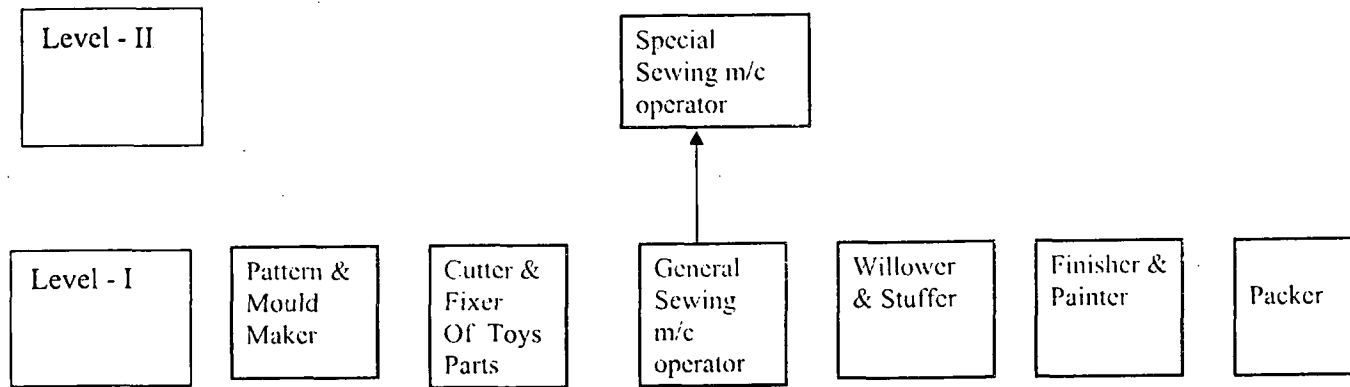 Level - II
Special
Sewing m/c
operator
Level - I
Pattern &
Mould
Maker
Cutter &
Fixer
Of Toys
Parts
General
Sewing
m/c
operator
Willower
& Stuffer
Finisher &
Painter
Packer